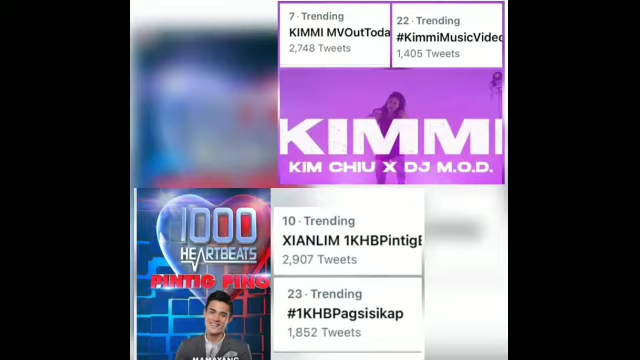 7 · Trending
KIMMI MVOutToda
2,748 Tweets
22 · Trending
#KimmiMusicVideo
1,405 Tweets
KIMMI
KIM CHIU X DJ M.O.D.
1000
HEARTBEATS
PINTIG PINO
MAMAYANG
10 · Trending
XIANLIM 1KHBPintig
2,907 Tweets
23 · Trending
#1KHBPagsisikap
1,852 Tweets